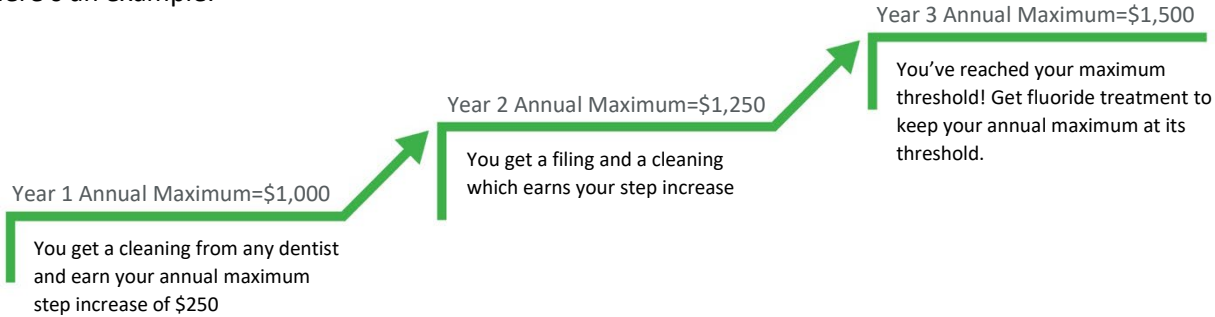 Year 1 Annual Maximum=$1,000
You get a cleaning from any dentist
and earn your annual maximum
step increase of $250
Year 2 Annual Maximum=$1,250
You get a filing and a cleaning
which earns your step increase
Year 3 Annual Maximum=$1,500
You’ve reached your maximum
threshold! Get fluoride treatment to
keep your annual maximum at its
threshold.